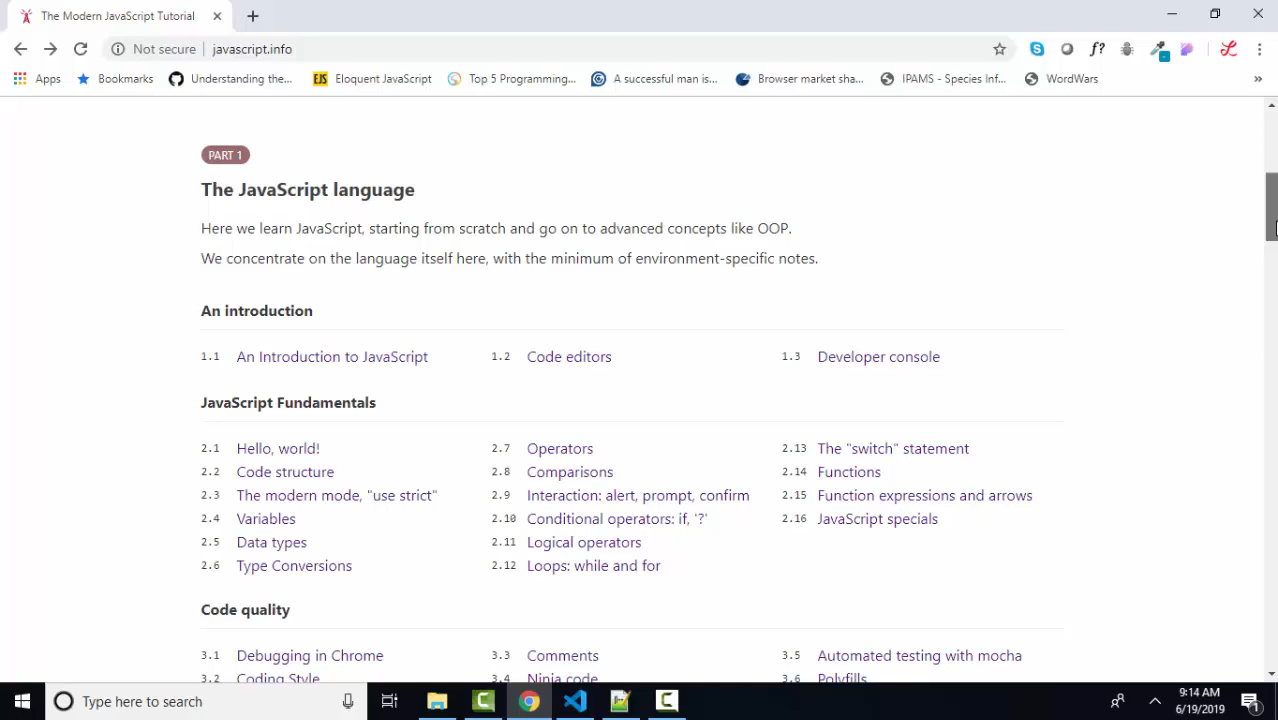 The Modern JavaScript Tutorial
Not secure | javascript.info
Apps Bookmarks Understanding the... EJS Eloquent JavaScript Top 5 Programming... A successful man is... Browser market sha... IPAMS - Species Inf... WordWars »
PART 1
The JavaScript language
Here we learn JavaScript, starting from scratch and go on to advanced concepts like OOP.
We concentrate on the language itself here, with the minimum of environment-specific notes.
An introduction
1.1 An Introduction to JavaScript 1.2 Code editors 1.3 Developer console
JavaScript Fundamentals
2.1 Hello, world! 2.7 Operators 2.13 The "switch" statement
2.2 Code structure 2.8 Comparisons 2.14 Functions
2.3 The modern mode, "use strict" 2.9 Interaction: alert, prompt, confirm 2.15 Function expressions and arrows
2.4 Variables 2.10 Conditional operators: if, '?' 2.16 JavaScript specials
2.5 Data types 2.11 Logical operators
2.6 Type Conversions 2.12 Loops: while and for
Code quality
3.1 Debugging in Chrome 3.3 Comments 3.5 Automated testing with mocha
3.2 Coding Style 3.4 Ninja code 3.6 Polyfills
Type here to search
9:14 AM
6/19/2019